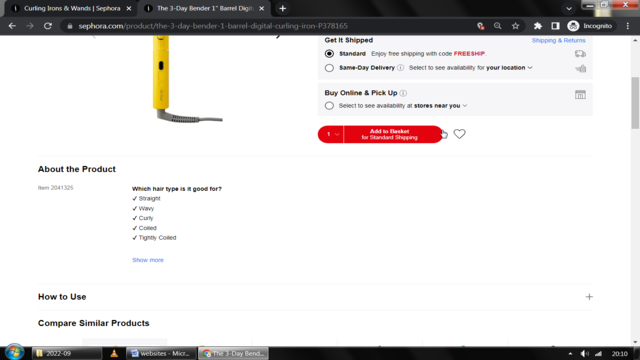 Curling Irons & Wands | Sephora
The 3-Day Bender 1" Barrel Digit
sephora.com/product/the-3-day-bender-1-barrel-digital-curling-iron-P378165
Incognito
Get It Shipped
Shipping & Returns
Standard Enjoy free shipping with code FREESHIP.
Same-Day Delivery Select to see availability for your location
Buy Online & Pick Up
Select to see availability at stores near you
1
Add to Basket
for Standard Shipping
About the Product
Item 2041325
Which hair type is it good for?
✓ Straight
✓ Wavy
✓ Curly
✓ Coiled
✓ Tightly Coiled
Show more
How to Use
Compare Similar Products
2022-09
websites - Micr...
The 3-Day Bende...
20:10